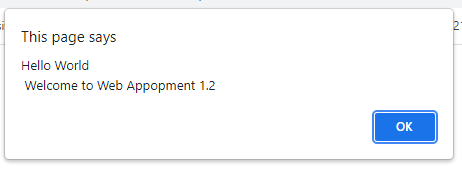 This page says
Hello World
Welcome to Web Appopment 1.2
OK